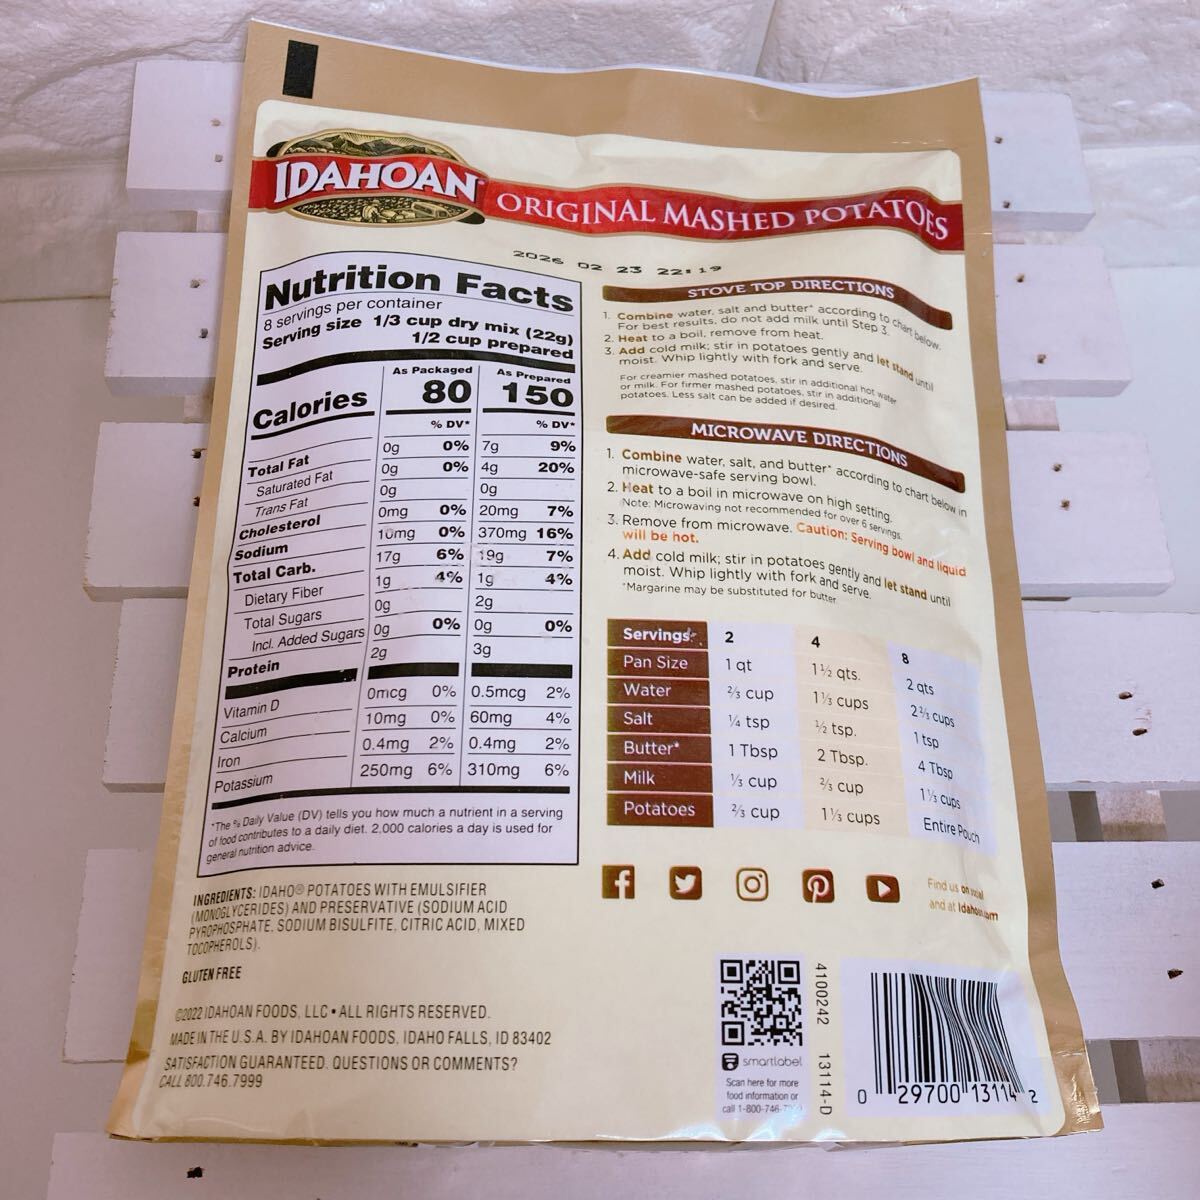 IDAHOAN®
ORIGINAL MASHED POTATOES
2026 02 23 22:19
Nutrition Facts
8 servings per container
Serving size 1/3 cup dry mix (22g)
1/2 cup prepared
As Packaged As Prepared
Calories 80 150
% DV* % DV*
Total Fat 0g 0% 7g 9%
Saturated Fat 0g 0% 4g 20%
Trans Fat 0g 0g
Cholesterol 0mg 0% 20mg 7%
Sodium 10mg 0% 370mg 16%
Total Carb. 17g 6% 19g 7%
Dietary Fiber 1g 4% 1g 4%
Total Sugars 0g 2g
Incl. Added Sugars 0g 0% 0g 0%
Protein 2g 3g
Vitamin D 0mcg 0% 0.5mcg 2%
Calcium 10mg 0% 60mg 4%
Iron 0.4mg 2% 0.4mg 2%
Potassium 250mg 6% 310mg 6%
*The % Daily Value (DV) tells you how much a nutrient in a serving
of food contributes to a daily diet. 2,000 calories a day is used for
general nutrition advice.
INGREDIENTS: IDAHO® POTATOES WITH EMULSIFIER
(MONOGLYCERIDES) AND PRESERVATIVE (SODIUM ACID
PYROPHOSPHATE, SODIUM BISULFITE, CITRIC ACID, MIXED
TOCOPHEROLS).
GLUTEN FREE
©2022 IDAHOAN FOODS, LLC • ALL RIGHTS RESERVED.
MADE IN THE U.S.A. BY IDAHOAN FOODS, IDAHO FALLS, ID 83402
SATISFACTION GUARANTEED. QUESTIONS OR COMMENTS?
CALL 800.746.7999
STOVE TOP DIRECTIONS
1. Combine water, salt and butter* according to chart below.
For best results, do not add milk until Step 3.
2. Heat to a boil, remove from heat.
3. Add cold milk; stir in potatoes gently and let stand until
moist. Whip lightly with fork and serve.
For creamier mashed potatoes, stir in additional hot water
or milk. For firmer mashed potatoes, stir in additional
potatoes. Less salt can be added if desired.
MICROWAVE DIRECTIONS
1. Combine water, salt, and butter* according to chart below in
microwave-safe serving bowl.
2. Heat to a boil in microwave on high setting.
Note: Microwaving not recommended for over 6 servings.
3. Remove from microwave. Caution: Serving bowl and liquid
will be hot.
4. Add cold milk; stir in potatoes gently and let stand until
moist. Whip lightly with fork and serve.
*Margarine may be substituted for butter.
Servings 2 4 8
Pan Size 1 qt 1½ qts. 2 qts
Water ⅔ cup 1⅓ cups 2⅔ cups
Salt ¼ tsp ½ tsp. 1 tsp
Butter* 1 Tbsp 2 Tbsp. 4 Tbsp
Milk ⅓ cup ⅔ cup 1⅓ cups
Potatoes ⅔ cup 1⅓ cups Entire Pouch
Find us on social
and at Idahoan.com
smartlabel
Scan here for more
food information or
call 1-800-746-7999
4100242 13114-D
0 29700 13114 2